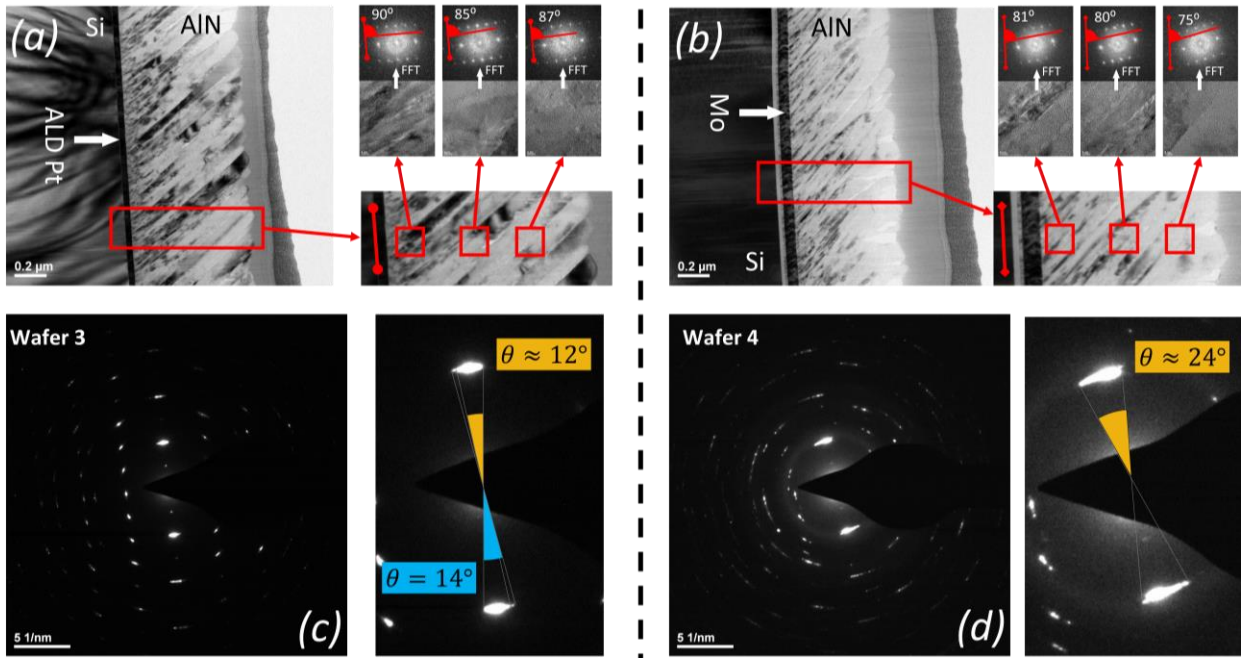 (a)
Si
AlN
ALD Pt
0.2 µm
90°
85°
87°
FFT
FFT
FFT
(b)
AlN
Mo
Si
0.2 µm
81°
80°
75°
FFT
FFT
FFT
Wafer 3
5 1/nm
(c)
θ ≈ 12°
θ = 14°
Wafer 4
5 1/nm
(d)
θ ≈ 24°